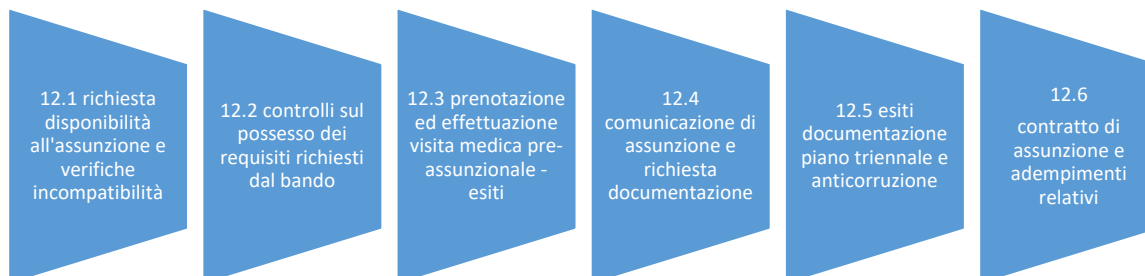 12.1 richiesta
disponibilità
all'assunzione e
verifiche
incompatibilità
12.2 controlli sul
possesso dei
requisiti richiesti
dal bando
12.3 prenotazione
ed effettuazione
visita medica pre-
assunzionale -
esiti
12.4
comunicazione di
assunzione e
richiesta
documentazione
12.5 esiti
documentazione
piano triennale e
anticorruzione
12.6
contratto di
assunzione e
adempimenti
relativi